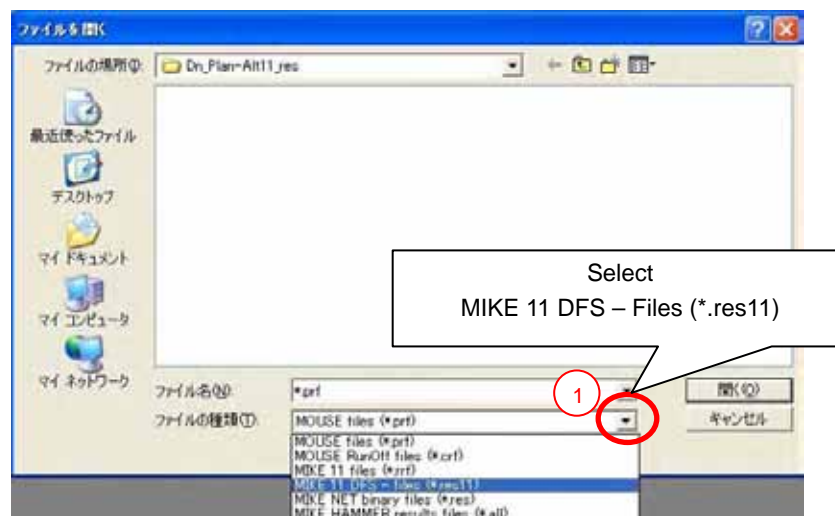 ファイルを開く
ファイルの場所(I):
Dn_Plan-Alt11_res
最近使ったファイル
デスクトップ
マイ ドキュメント
マイ コンピュータ
マイ ネットワーク
Select
MIKE 11 DFS – Files (*.res11)
1
ファイル名(N):
*.prf
開く(O)
ファイルの種類(T):
MOUSE files (*.prf)
キャンセル
MOUSE files (*.prf)
MOUSE RunOff files (*.crf)
MIKE 11 files (*.rrf)
MIKE 11 DFS - files (*.res11)
MIKE NET binary files (*.res)
MIKE HAMMER results files (*.all)